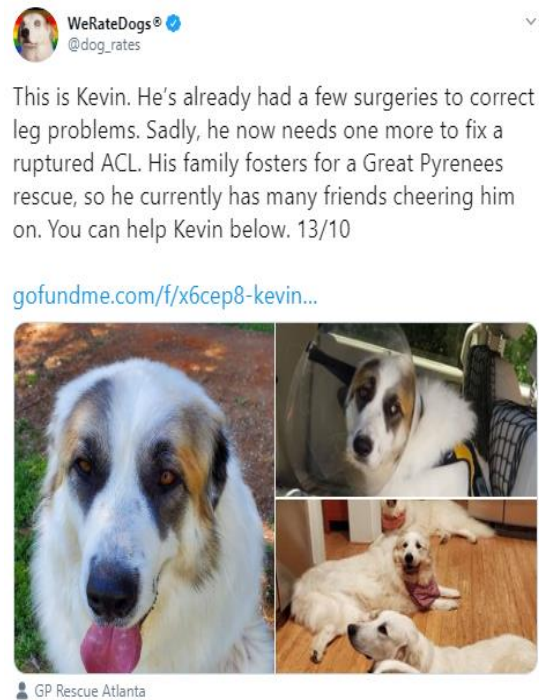 WeRateDogs®
@dog_rates
This is Kevin. He's already had a few surgeries to correct
leg problems. Sadly, he now needs one more to fix a
ruptured ACL. His family fosters for a Great Pyrenees
rescue, so he currently has many friends cheering him
on. You can help Kevin below. 13/10
gofundme.com/f/x6cep8-kevin...
GP Rescue Atlanta